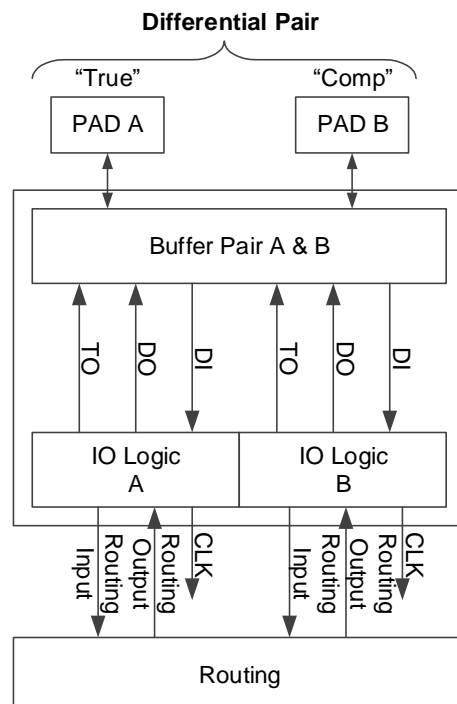 Differential Pair
“True”
“Comp”
PAD A
PAD B
Buffer Pair A & B
TO
DO
DI
TO
DO
DI
IO Logic
A
IO Logic
B
Routing
Input
Routing
Output
CLK
Routing
Input
Routing
Output
CLK
Routing